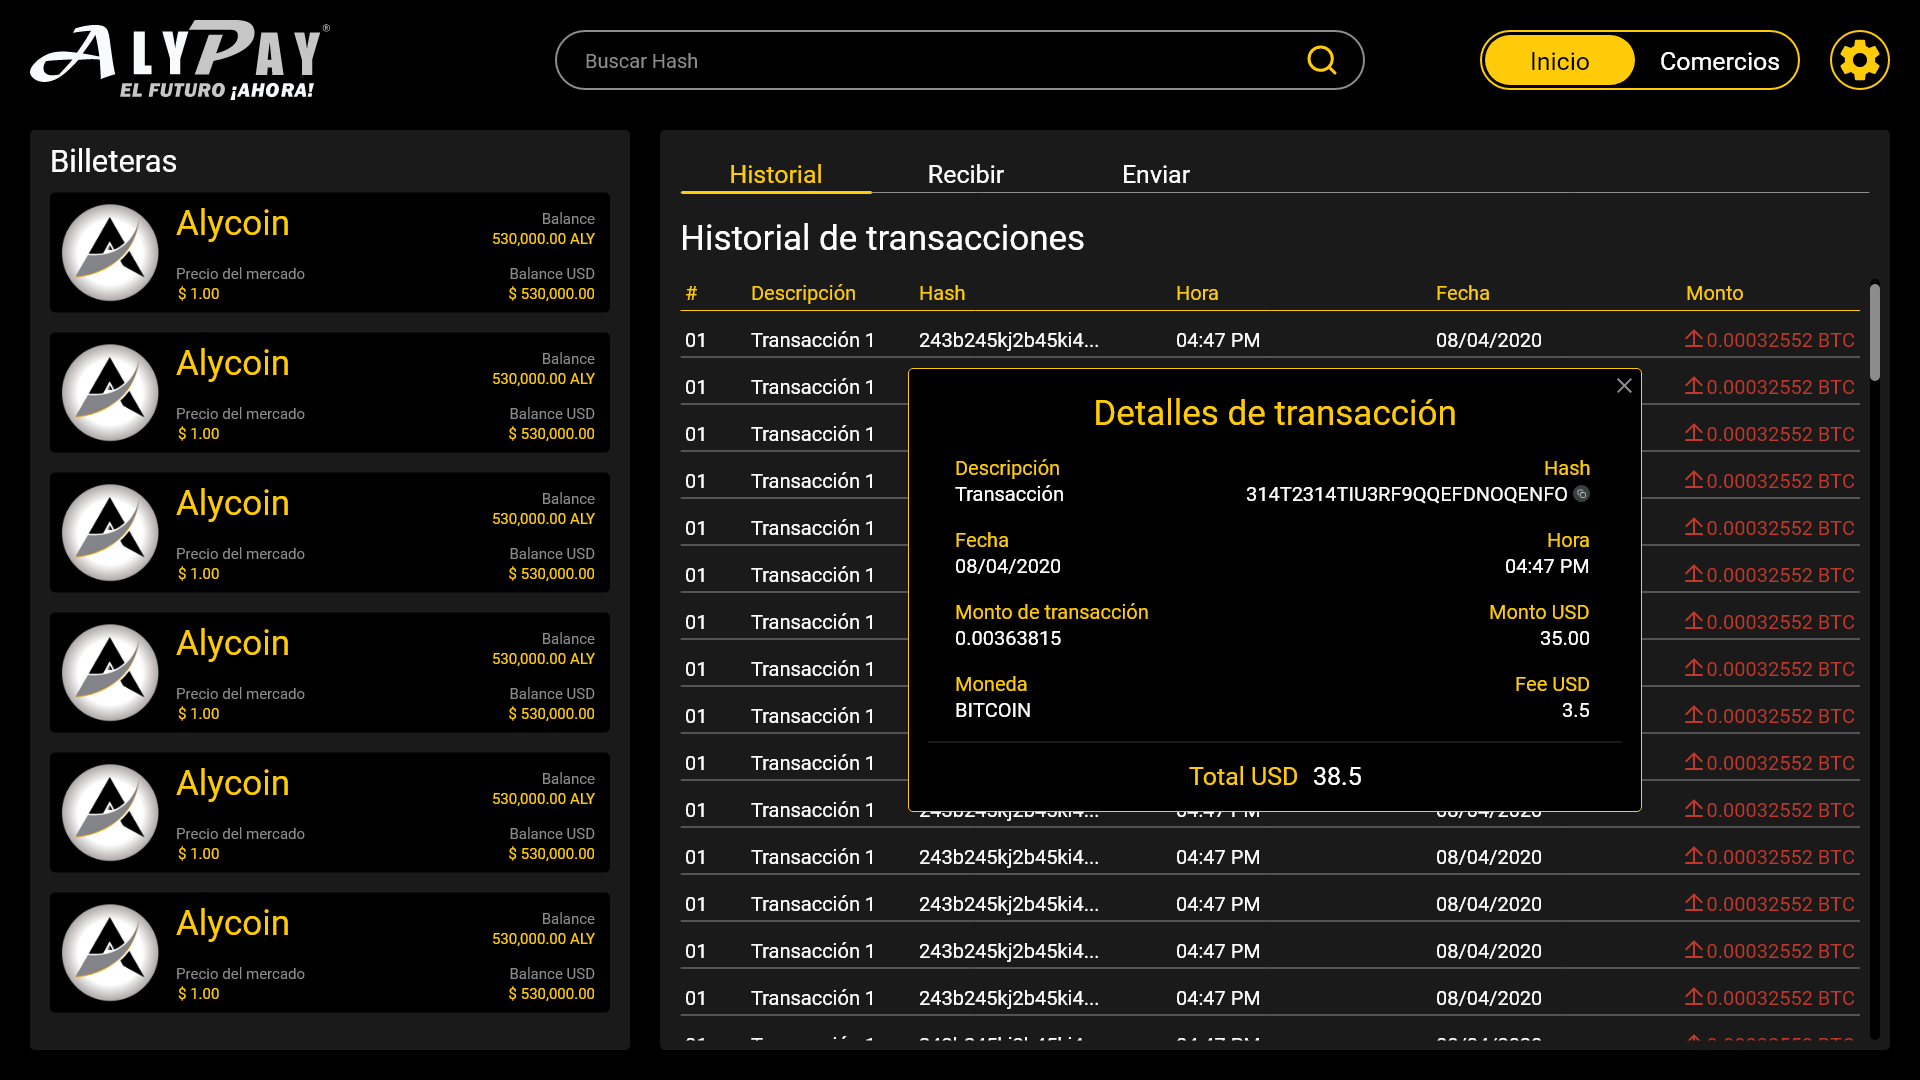 ALYPAY®
EL FUTURO ¡AHORA!
Buscar Hash
Inicio
Comercios
Billeteras
Alycoin
Balance
530,000.00 ALY
Precio del mercado
$ 1.00
Balance USD
$ 530,000.00
Alycoin
Balance
530,000.00 ALY
Precio del mercado
$ 1.00
Balance USD
$ 530,000.00
Alycoin
Balance
530,000.00 ALY
Precio del mercado
$ 1.00
Balance USD
$ 530,000.00
Alycoin
Balance
530,000.00 ALY
Precio del mercado
$ 1.00
Balance USD
$ 530,000.00
Alycoin
Balance
530,000.00 ALY
Precio del mercado
$ 1.00
Balance USD
$ 530,000.00
Alycoin
Balance
530,000.00 ALY
Precio del mercado
$ 1.00
Balance USD
$ 530,000.00
Historial Recibir Enviar
Historial de transacciones
# Descripción Hash Hora Fecha Monto
01 Transacción 1 243b245kj2b45ki4... 04:47 PM 08/04/2020 0.00032552 BTC
01 Transacción 1 0.00032552 BTC
01 Transacción 1 0.00032552 BTC
01 Transacción 1 0.00032552 BTC
01 Transacción 1 0.00032552 BTC
01 Transacción 1 0.00032552 BTC
01 Transacción 1 0.00032552 BTC
01 Transacción 1 0.00032552 BTC
01 Transacción 1 0.00032552 BTC
01 Transacción 1 0.00032552 BTC
01 Transacción 1 243b245kj2b45ki4... 04:47 PM 08/04/2020 0.00032552 BTC
01 Transacción 1 243b245kj2b45ki4... 04:47 PM 08/04/2020 0.00032552 BTC
01 Transacción 1 243b245kj2b45ki4... 04:47 PM 08/04/2020 0.00032552 BTC
01 Transacción 1 243b245kj2b45ki4... 04:47 PM 08/04/2020 0.00032552 BTC
01 Transacción 1 243b245kj2b45ki4... 04:47 PM 08/04/2020 0.00032552 BTC
Detalles de transacción
Descripción Hash
Transacción 314T2314TIU3RF9QQEFDNOQENFO
Fecha Hora
08/04/2020 04:47 PM
Monto de transacción Monto USD
0.00363815 35.00
Moneda Fee USD
BITCOIN 3.5
Total USD 38.5